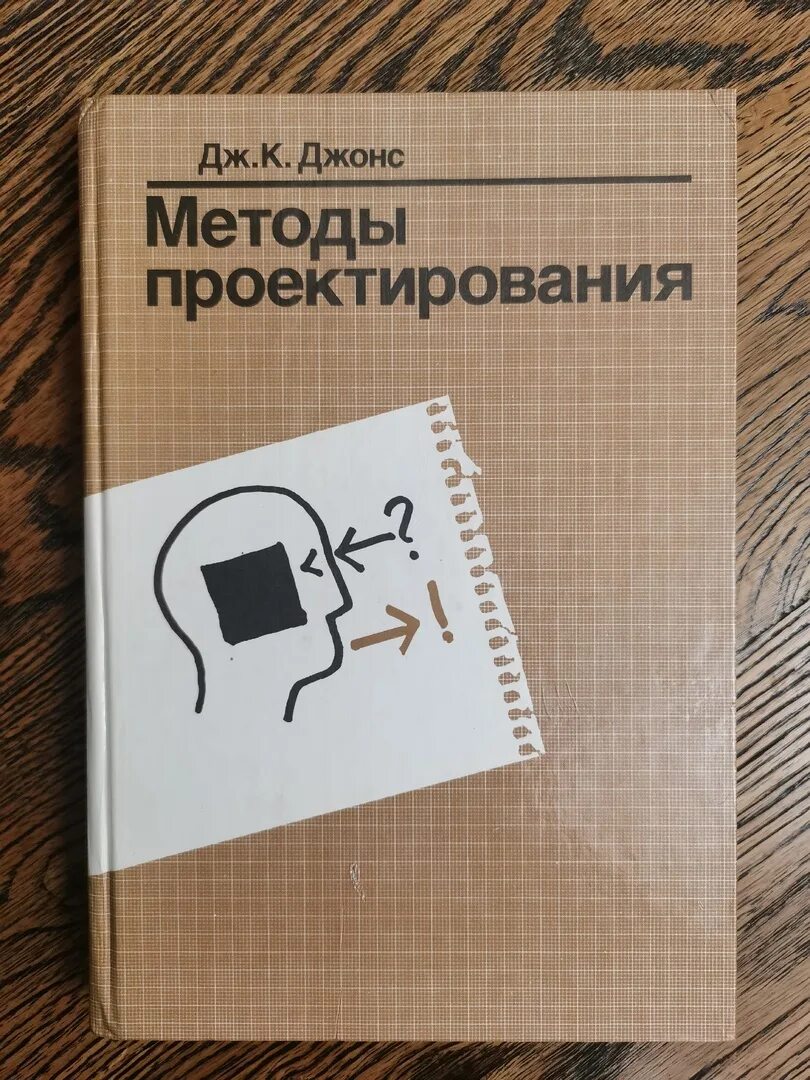 Дж.К. Джонс
Методы
проектирования
?
!